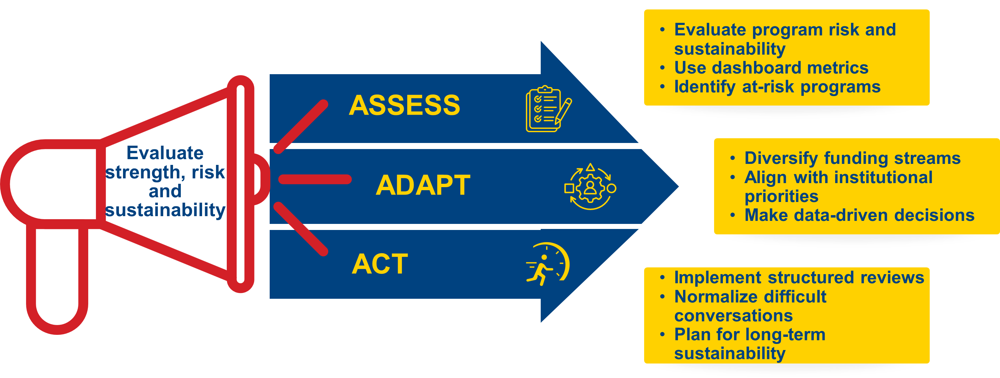 Evaluate
strength, risk
and
sustainability
ASSESS
• Evaluate program risk and
sustainability
• Use dashboard metrics
• Identify at-risk programs
ADAPT
• Diversify funding streams
• Align with institutional
priorities
• Make data-driven decisions
ACT
• Implement structured reviews
• Normalize difficult
conversations
• Plan for long-term
sustainability